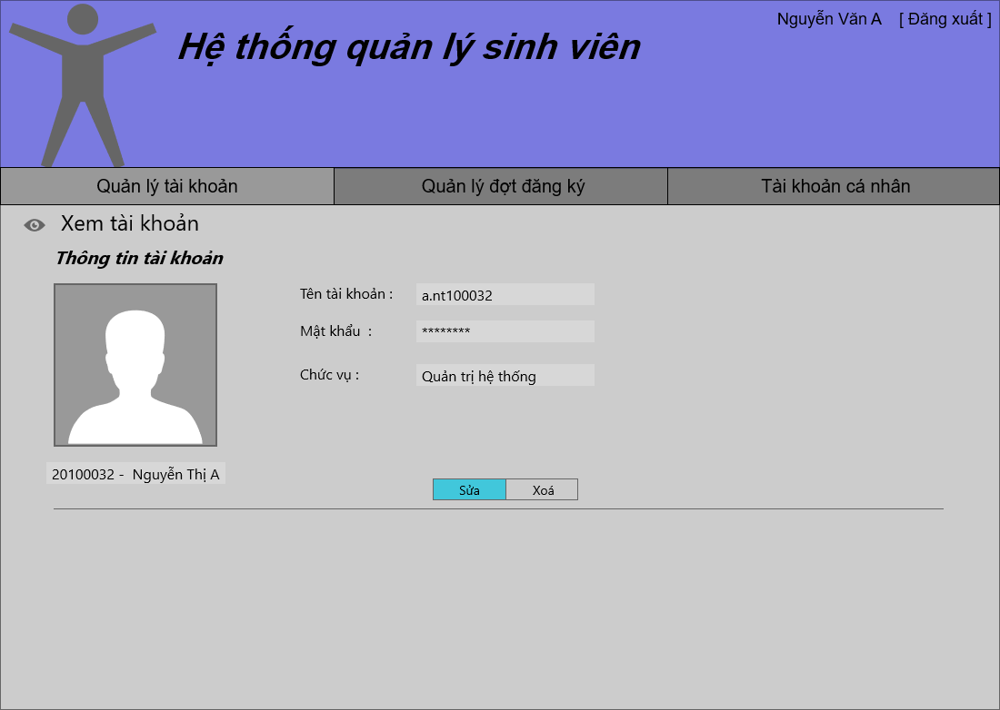 Nguyễn Văn A [ Đăng xuất ]
Hệ thống quản lý sinh viên
Quản lý tài khoản
Quản lý đợt đăng ký
Tài khoản cá nhân
Xem tài khoản
Thông tin tài khoản
Tên tài khoản : a.nt100032
Mật khẩu : ********
Chức vụ : Quản trị hệ thống
20100032 - Nguyễn Thị A
Sửa
Xoá